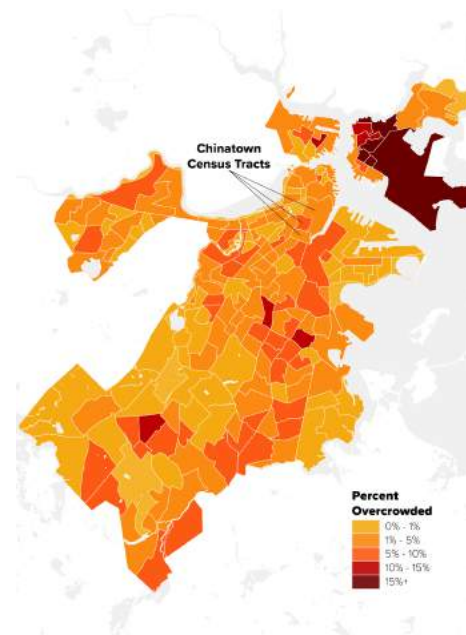 Chinatown
Census Tracts
Percent
Overcrowded
0% - 1%
1% - 5%
5% - 10%
10% - 15%
15%+